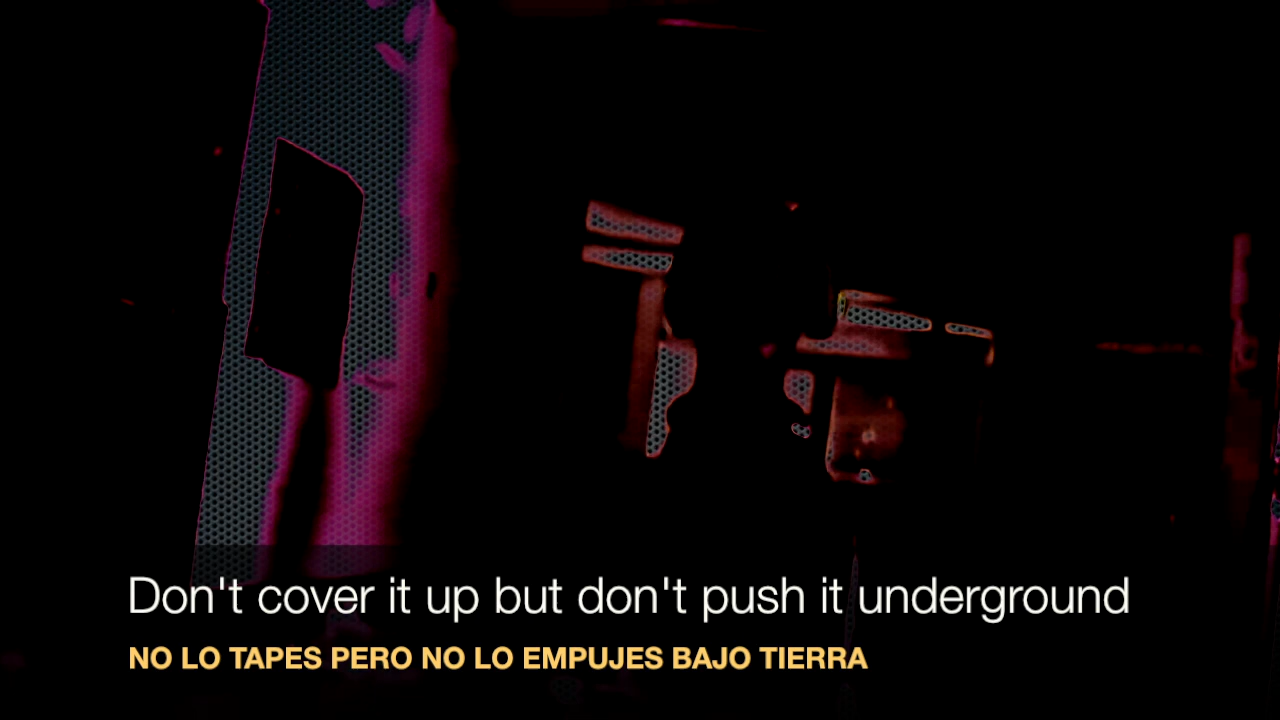 Don't cover it up but don't push it underground
NO LO TAPES PERO NO LO EMPUJES BAJO TIERRA